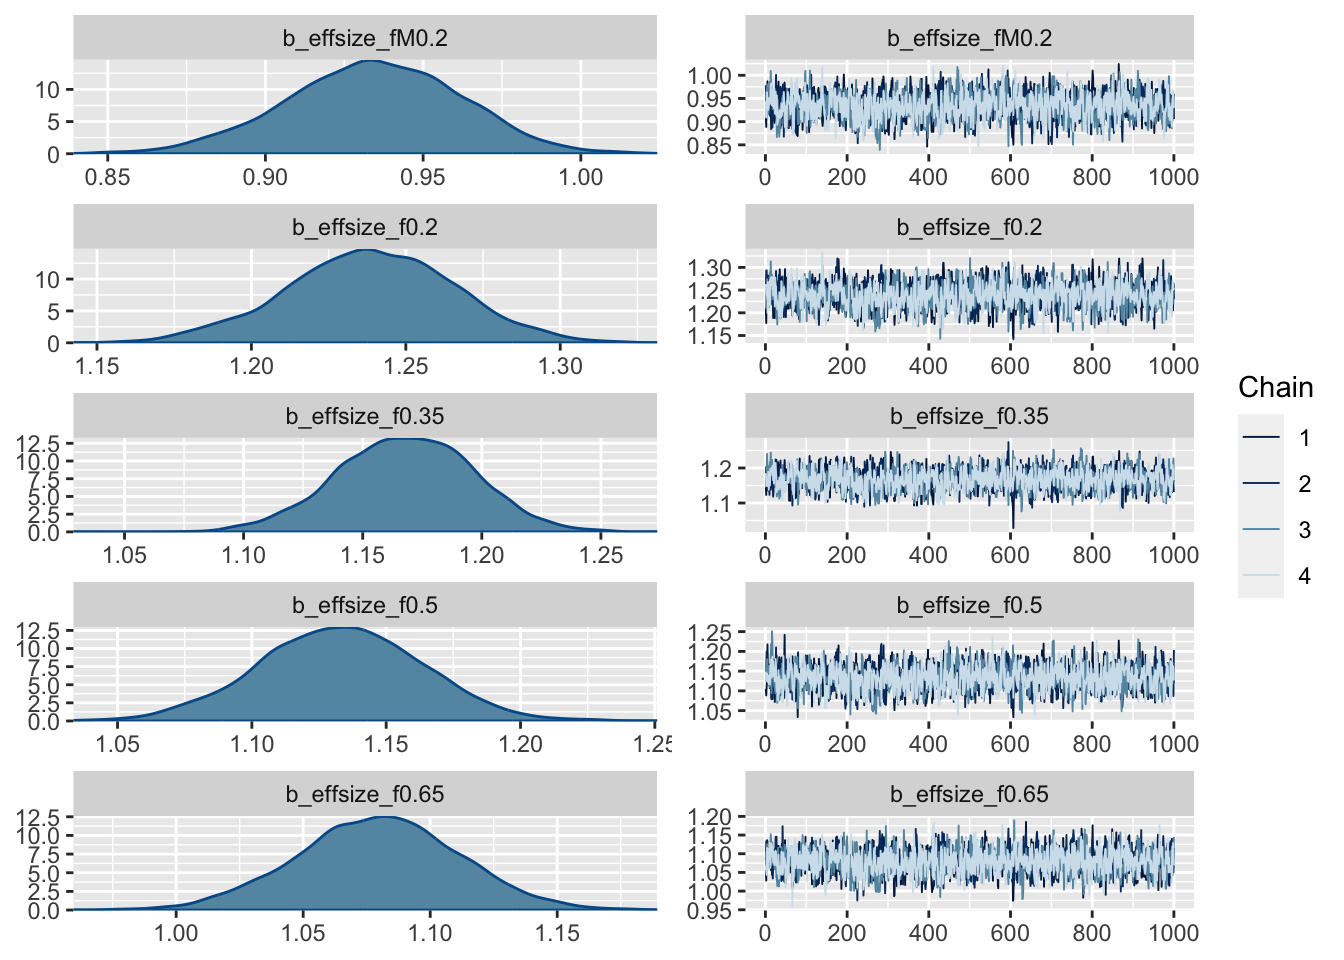 b_effsize_fM0.2
b_effsize_fM0.2
10
5
0
0.85 0.90 0.95 1.00
1.00
0.95
0.90
0.85
0 200 400 600 800 1000
b_effsize_f0.2
b_effsize_f0.2
10
5
0
1.15 1.20 1.25 1.30
1.30
1.25
1.20
1.15
0 200 400 600 800 1000
b_effsize_f0.35
b_effsize_f0.35
12.5
10.0
7.5
5.0
2.5
0.0
1.05 1.10 1.15 1.20 1.25
1.2
1.1
0 200 400 600 800 1000
b_effsize_f0.5
b_effsize_f0.5
12.5
10.0
7.5
5.0
2.5
0.0
1.05 1.10 1.15 1.20 1.25
1.25
1.20
1.15
1.10
1.05
0 200 400 600 800 1000
b_effsize_f0.65
b_effsize_f0.65
12.5
10.0
7.5
5.0
2.5
0.0
1.00 1.05 1.10 1.15
1.20
1.15
1.10
1.05
1.00
0.95
0 200 400 600 800 1000
Chain
1
2
3
4